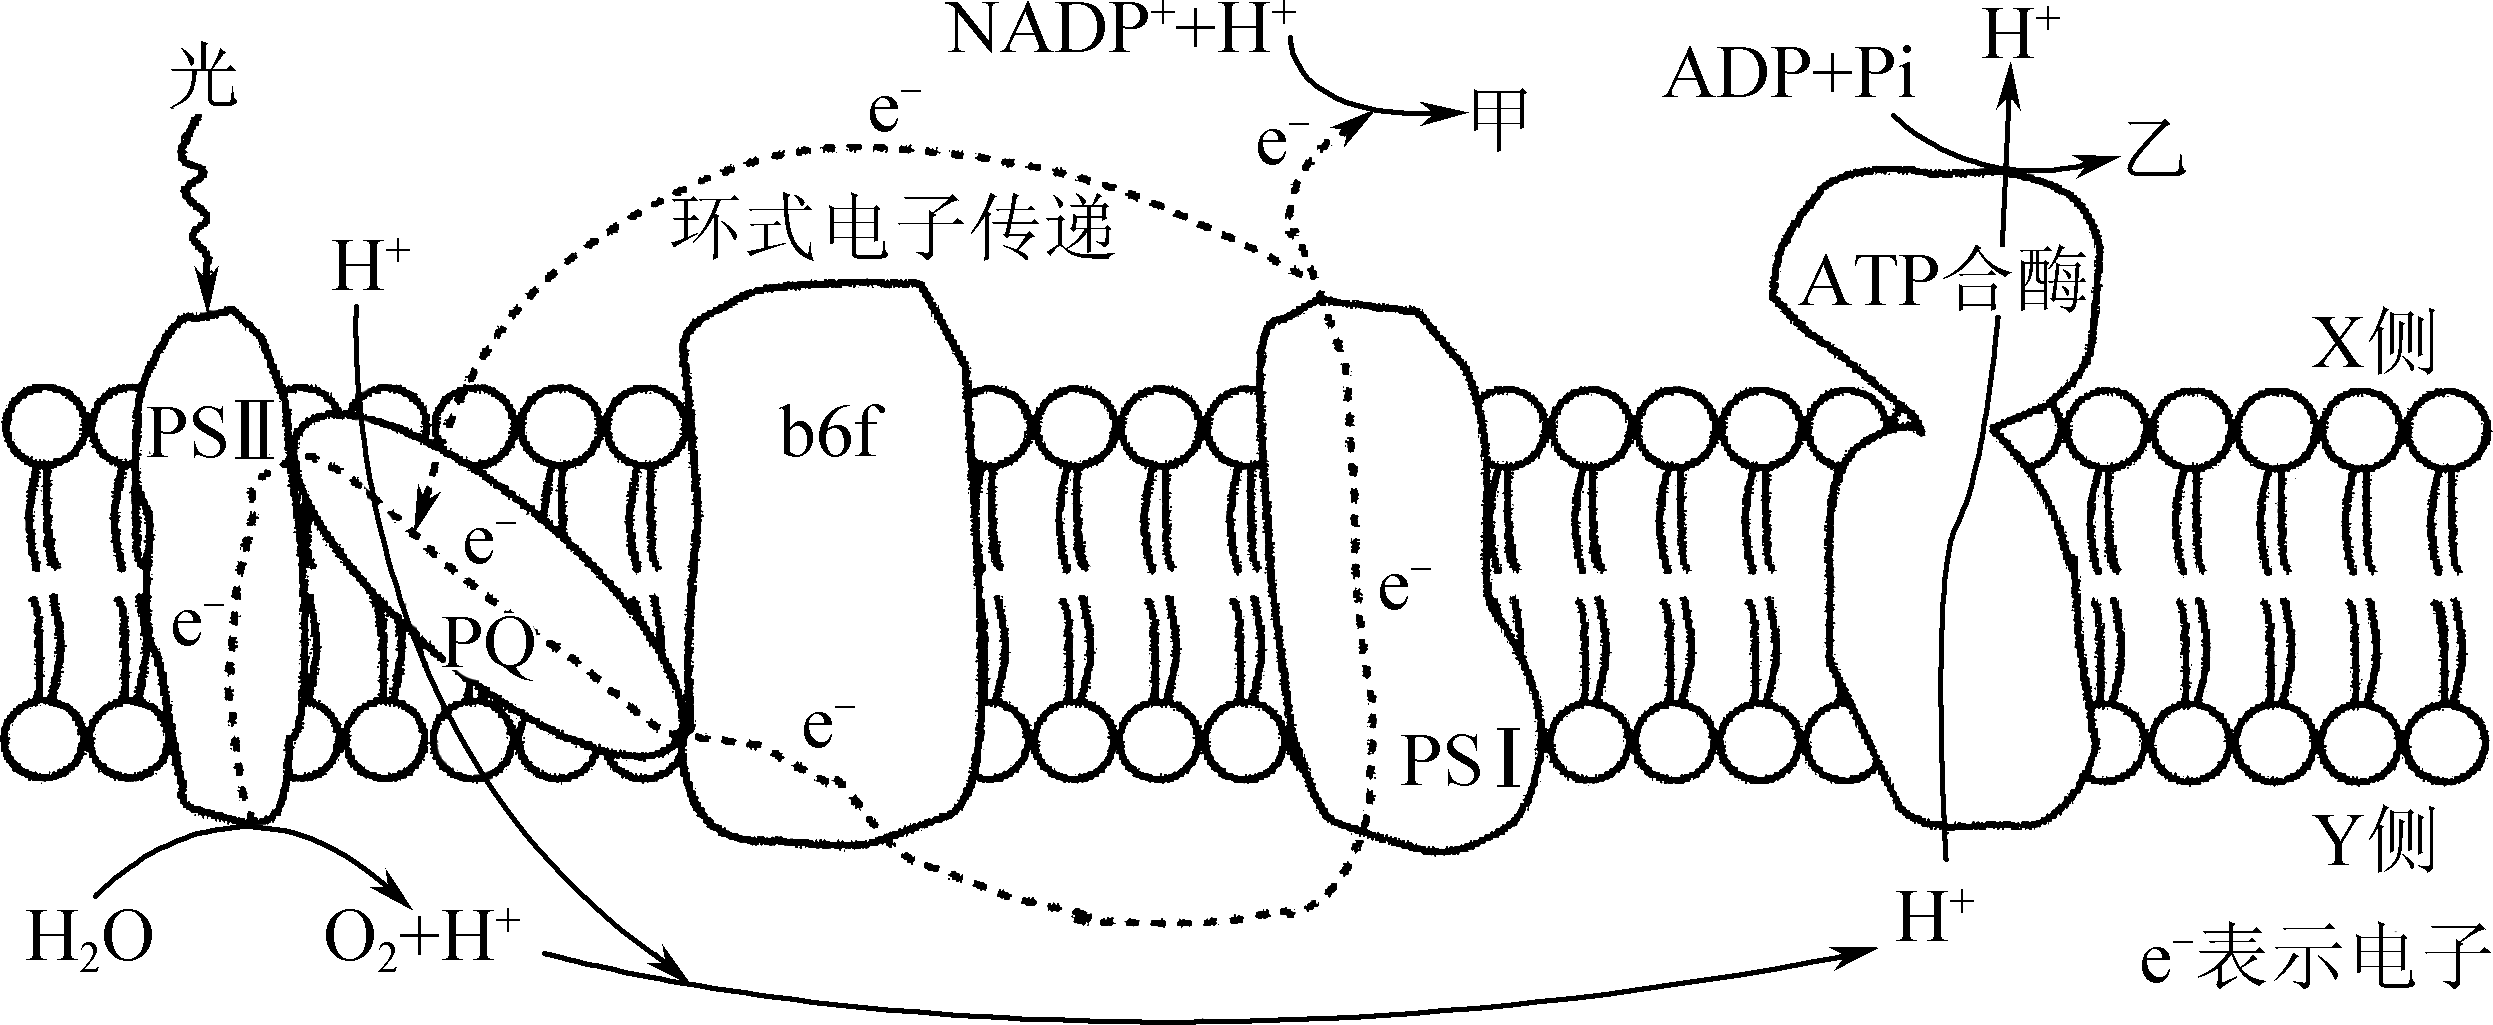 NADP⁺+H⁺
H⁺
光
ADP+Pi
e⁻
甲
e⁻
乙
环式电子传递
H⁺
ATP合酶
X侧
PSⅡ
b6f
e⁻
e⁻
e⁻
PQ
e⁻
PSⅠ
Y侧
H₂O
O₂+H⁺
H⁺
e⁻表示电子